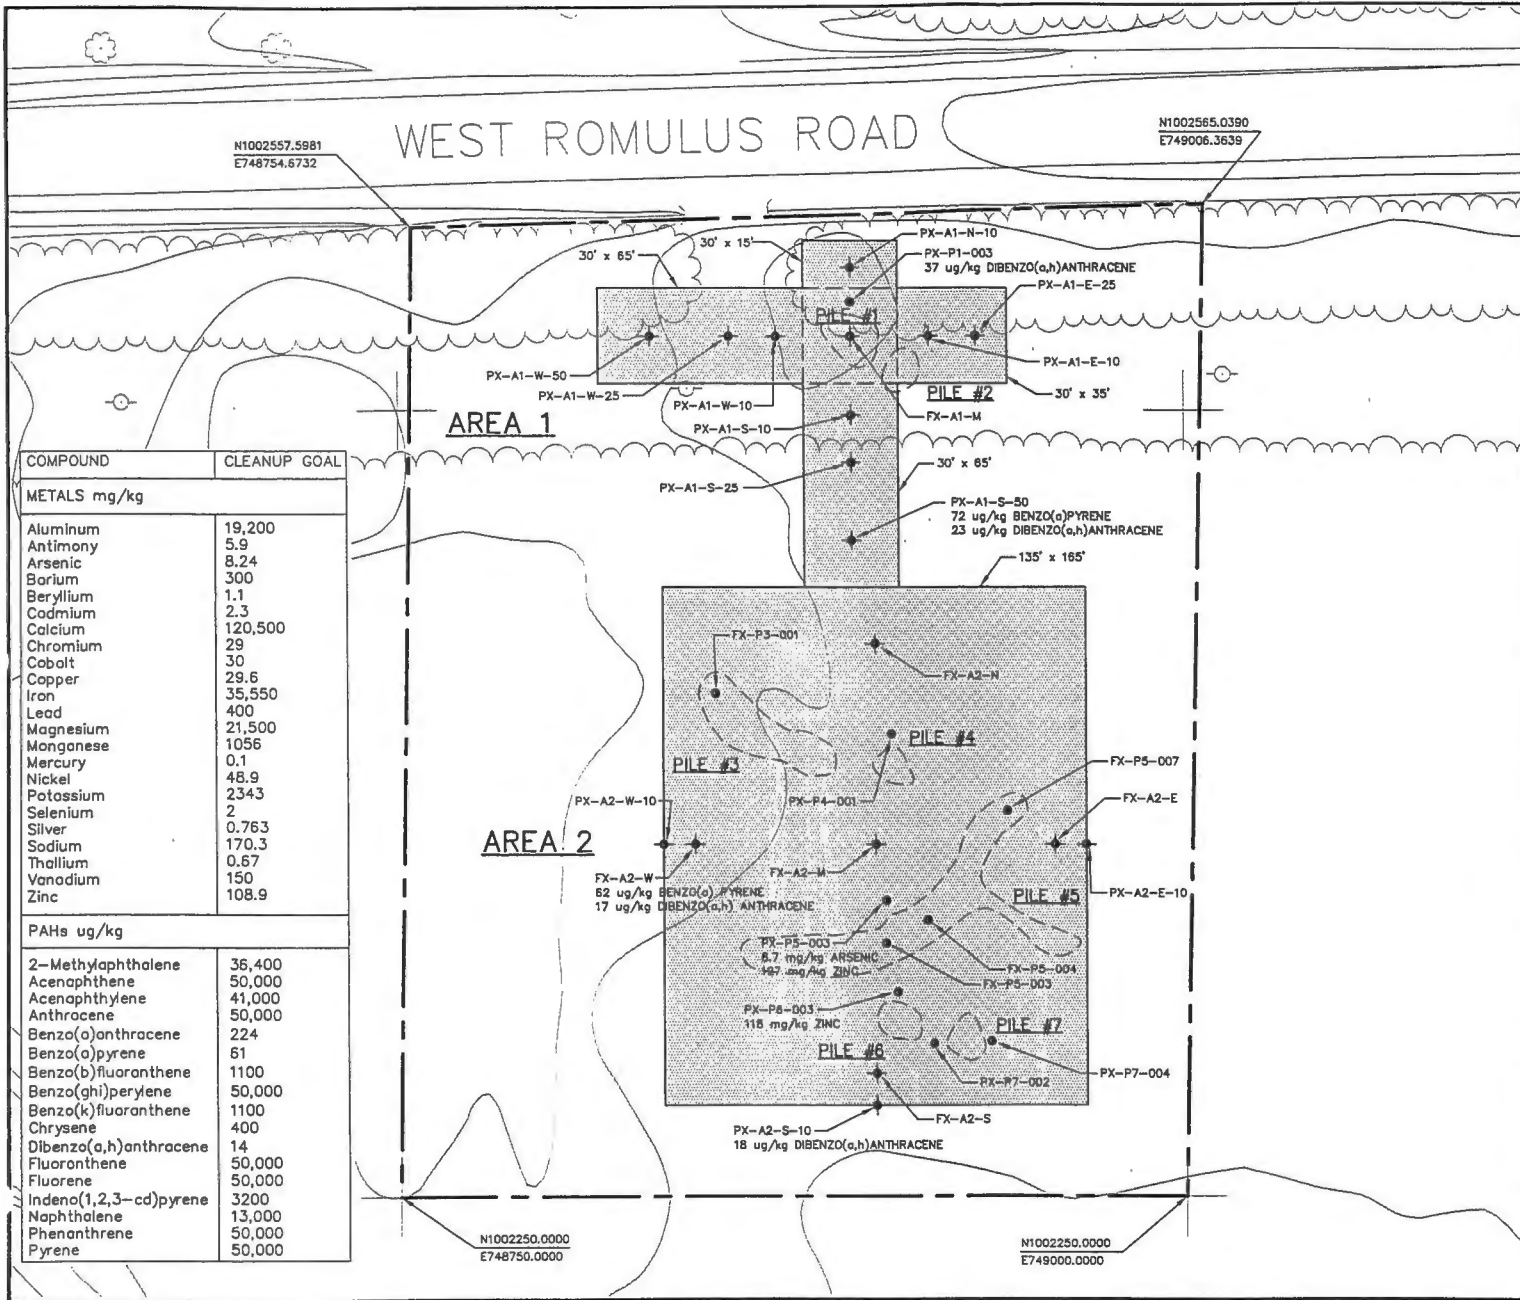 WEST ROMULUS ROAD
N1002557.5981
E748754.6732
N1002565.0390
E749006.3639
PX-A1-N-10
30' x 15'
PX-P1-003
37 ug/kg DIBENZO(a,h)ANTHRACENE
30' x 65'
PX-A1-E-25
PILE #1
PX-A1-W-50
PX-A1-W-25
PX-A1-W-10
PX-A1-E-10
PILE #2
30' x 35'
FX-A1-M
AREA 1
PX-A1-S-10
PX-A1-S-25
30' x 65'
PX-A1-S-50
72 ug/kg BENZO(a)PYRENE
23 ug/kg DIBENZO(a,h)ANTHRACENE
135' x 165'
COMPOUND CLEANUP GOAL
METALS mg/kg
Aluminum 19,200
Antimony 5.9
Arsenic 8.24
Barium 300
Beryllium 1.1
Cadmium 2.3
Calcium 120,500
Chromium 29
Cobalt 30
Copper 29.6
Iron 35,550
Lead 400
Magnesium 21,500
Manganese 1056
Mercury 0.1
Nickel 48.9
Potassium 2343
Selenium 2
Silver 0.763
Sodium 170.3
Thallium 0.67
Vanadium 150
Zinc 108.9
PAHs ug/kg
2-Methylaphthalene 36,400
Acenaphthene 50,000
Acenaphthylene 41,000
Anthracene 50,000
Benzo(a)anthracene 224
Benzo(a)pyrene 61
Benzo(b)fluoranthene 1100
Benzo(ghi)perylene 50,000
Benzo(k)fluoranthene 1100
Chrysene 400
Dibenzo(a,h)anthracene 14
Fluoranthene 50,000
Fluorene 50,000
Indeno(1,2,3-cd)pyrene 3200
Naphthalene 13,000
Phenanthrene 50,000
Pyrene 50,000
FX-P3-001
FX-A2-N
PILE #4
PILE #3
FX-P5-007
PX-A2-W-10
PX-P4-001
FX-A2-E
AREA 2
FX-A2-W
62 ug/kg BENZO(a) PYRENE
17 ug/kg DIBENZO(a,h) ANTHRACENE
FX-A2-M
PILE #5
PX-A2-E-10
PX-P5-003
8.7 mg/kg ARSENIC
mg/kg ZINC
FX-P5-004
FX-P5-003
PX-P6-003
115 mg/kg ZINC
PILE #7
PILE #6
PX-P7-004
PX-P7-002
FX-A2-S
PX-A2-S-10
18 ug/kg DIBENZO(a,h)ANTHRACENE
N1002250.0000
E748750.0000
N1002250.0000
E749000.0000